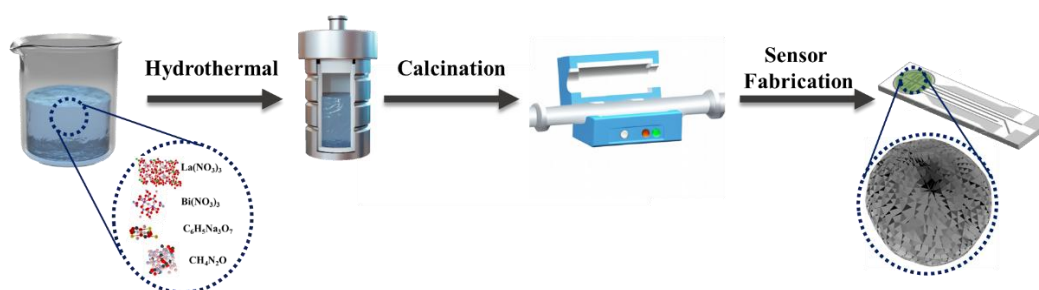 Hydrothermal
Calcination
Sensor
Fabrication
La(NO₃)₃
Bi(NO₃)₃
C₆H₅Na₃O₇
CH₄N₂O